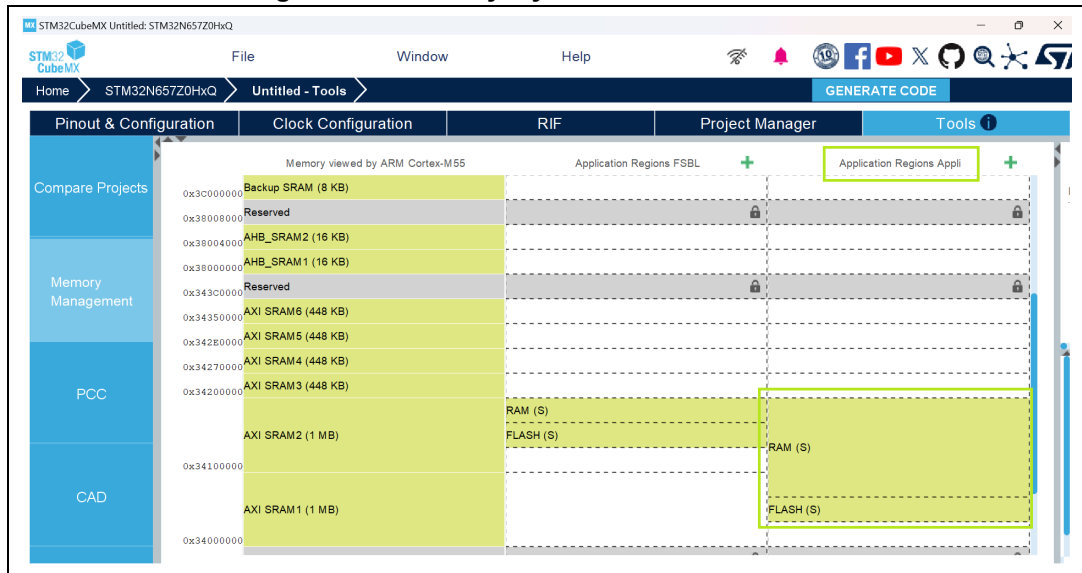 STM32CubeMX Untitled: STM32N657Z0HxQ
STM32 CubeMX File Window Help
Home STM32N657Z0HxQ Untitled - Tools GENERATE CODE
Pinout & Configuration Clock Configuration RIF Project Manager Tools
Memory viewed by ARM Cortex-M55 Application Regions FSBL Application Regions Appli
Compare Projects
Memory Management
PCC
CAD
0x3C000000 Backup SRAM (8 KB)
0x38008000 Reserved
0x38004000 AHB_SRAM2 (16 KB)
0x38000000 AHB_SRAM1 (16 KB)
0x343C0000 Reserved
0x34350000 AXI SRAM6 (448 KB)
0x342E0000 AXI SRAM5 (448 KB)
0x34270000 AXI SRAM4 (448 KB)
0x34200000 AXI SRAM3 (448 KB)
RAM (S)
AXI SRAM2 (1 MB) FLASH (S)
RAM (S)
0x34100000
AXI SRAM1 (1 MB) FLASH (S)
0x34000000